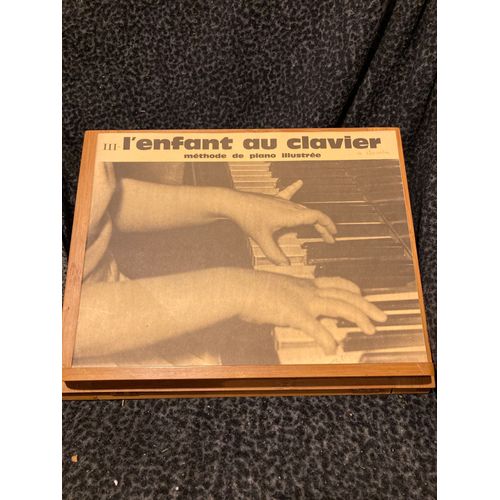 III- l'enfant au clavier
méthode de piano illustrée